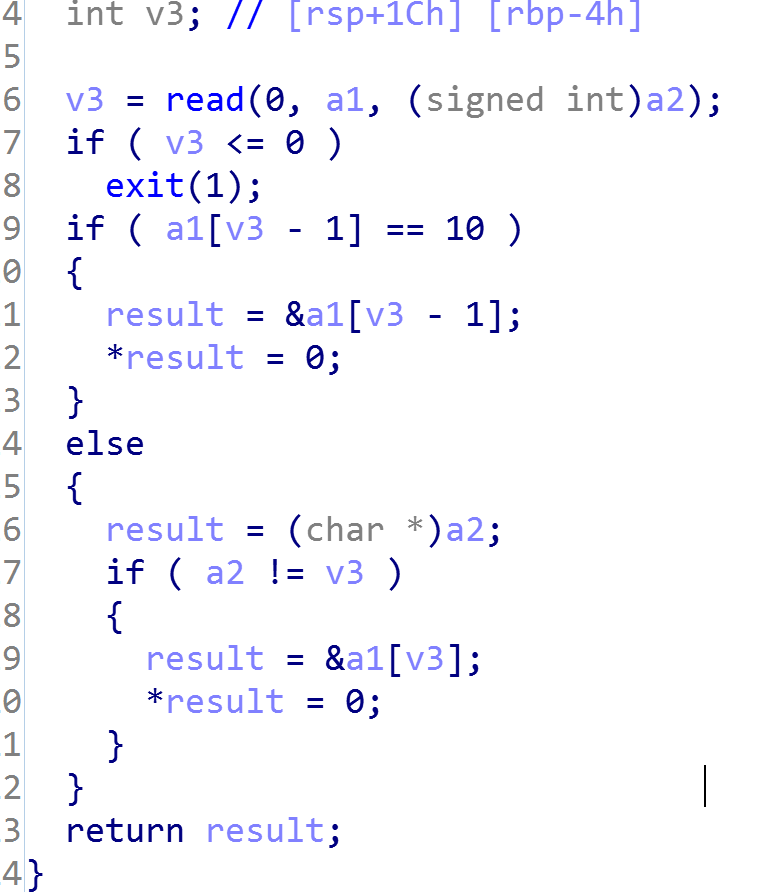 4   int v3; // [rsp+1Ch] [rbp-4h]
5
6   v3 = read(0, a1, (signed int)a2);
7   if ( v3 <= 0 )
8     exit(1);
9   if ( a1[v3 - 1] == 10 )
0   {
1     result = &a1[v3 - 1];
2     *result = 0;
3   }
4   else
5   {
6     result = (char *)a2;
7     if ( a2 != v3 )
8     {
9       result = &a1[v3];
0       *result = 0;
1     }
2   }
3   return result;
4 }